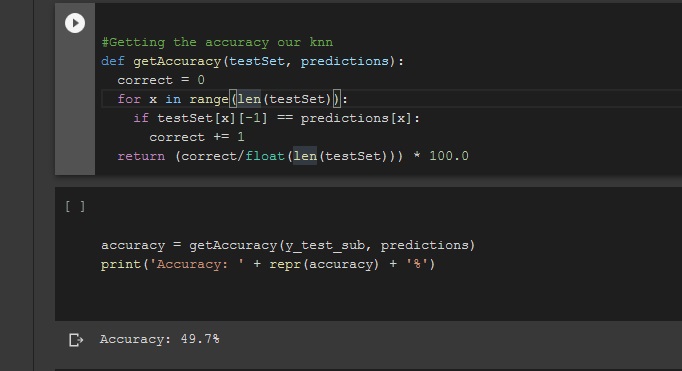 #Getting the accuracy our knn
def getAccuracy(testSet, predictions):
  correct = 0
  for x in range(len(testSet)):
    if testSet[x][-1] == predictions[x]:
      correct += 1
  return (correct/float(len(testSet))) * 100.0
[ ]
accuracy = getAccuracy(y_test_sub, predictions)
print('Accuracy: ' + repr(accuracy) + '%')
Accuracy: 49.7%